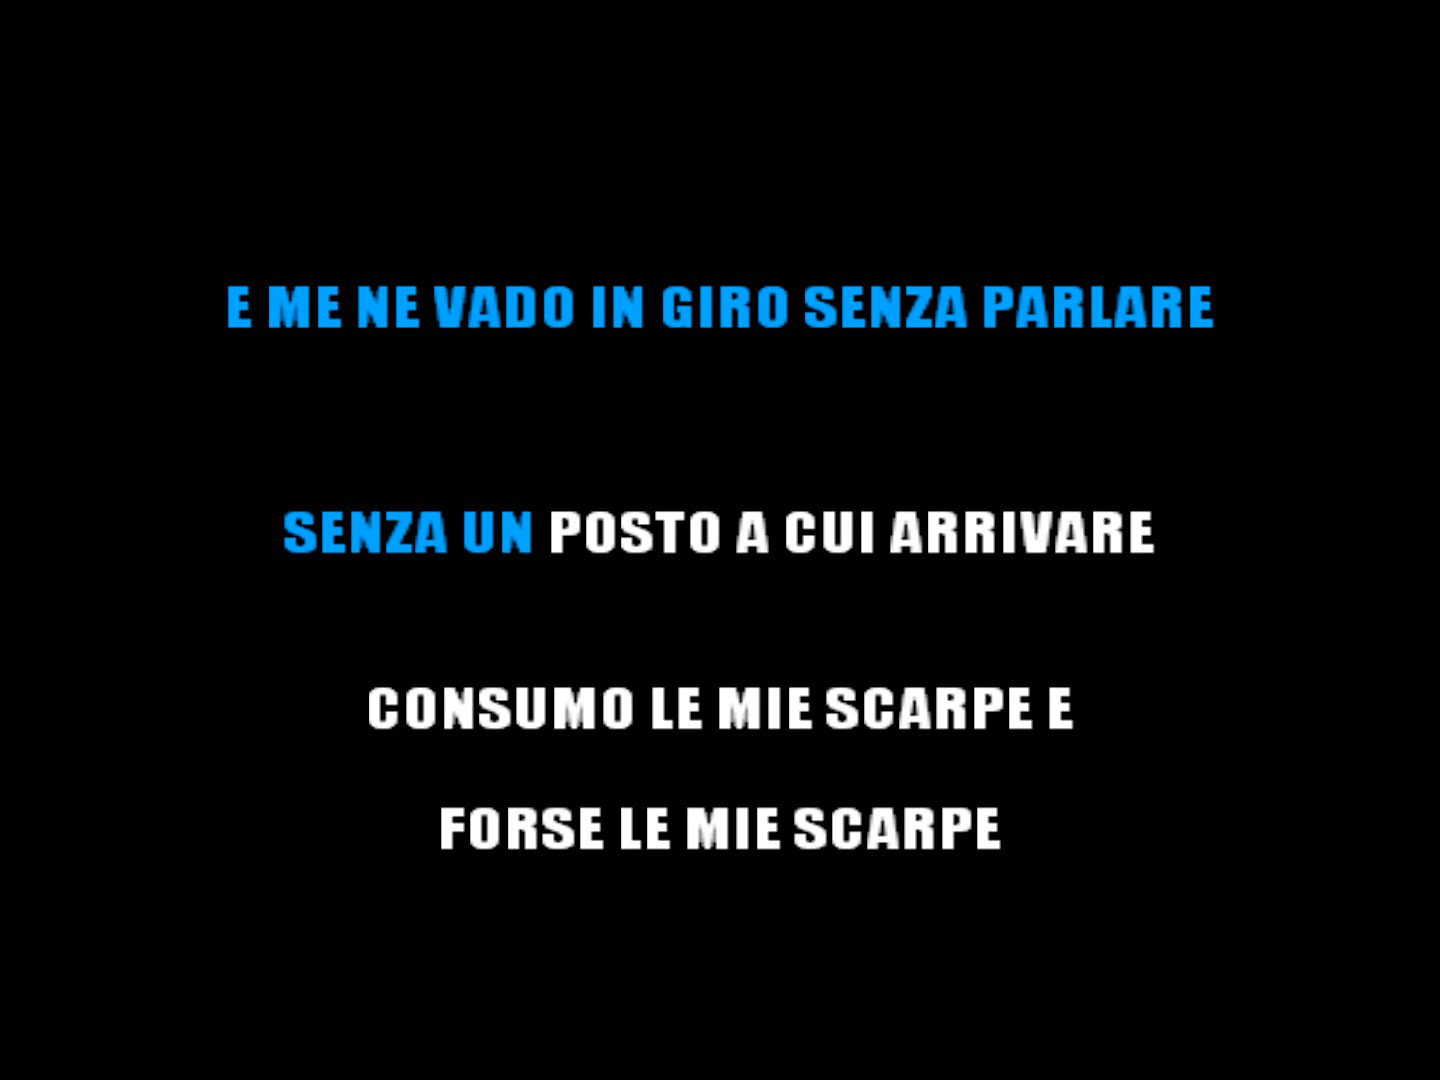 E ME NE VADO IN GIRO SENZA PARLARE
SENZA UN POSTO A CUI ARRIVARE
CONSUMO LE MIE SCARPE E
FORSE LE MIE SCARPE